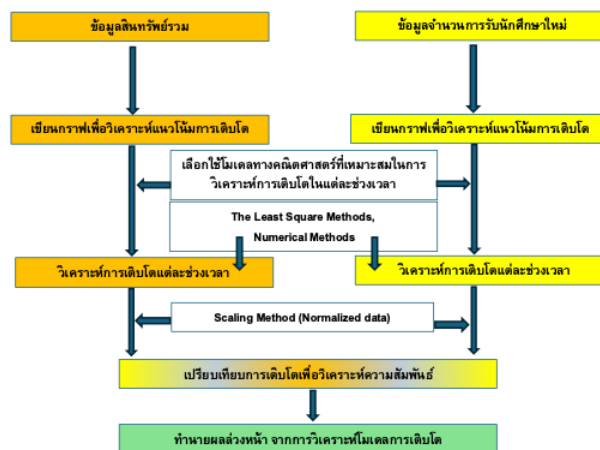 ข้อมูลสินทรัพย์รวม
ข้อมูลจำนวนการรับนักศึกษาใหม่
เขียนกราฟเพื่อวิเคราะห์แนวโน้มการเติบโต
เขียนกราฟเพื่อวิเคราะห์แนวโน้มการเติบโต
เลือกใช้โมเดลทางคณิตศาสตร์ที่เหมาะสมในการ
วิเคราะห์การเติบโตในแต่ละช่วงเวลา
The Least Square Methods,
Numerical Methods
วิเคราะห์การเติบโตแต่ละช่วงเวลา
วิเคราะห์การเติบโตแต่ละช่วงเวลา
Scaling Method (Normalized data)
เปรียบเทียบการเติบโตเพื่อวิเคราะห์ความสัมพันธ์
ทำนายผลล่วงหน้า จากการวิเคราะห์โมเดลการเติบโต